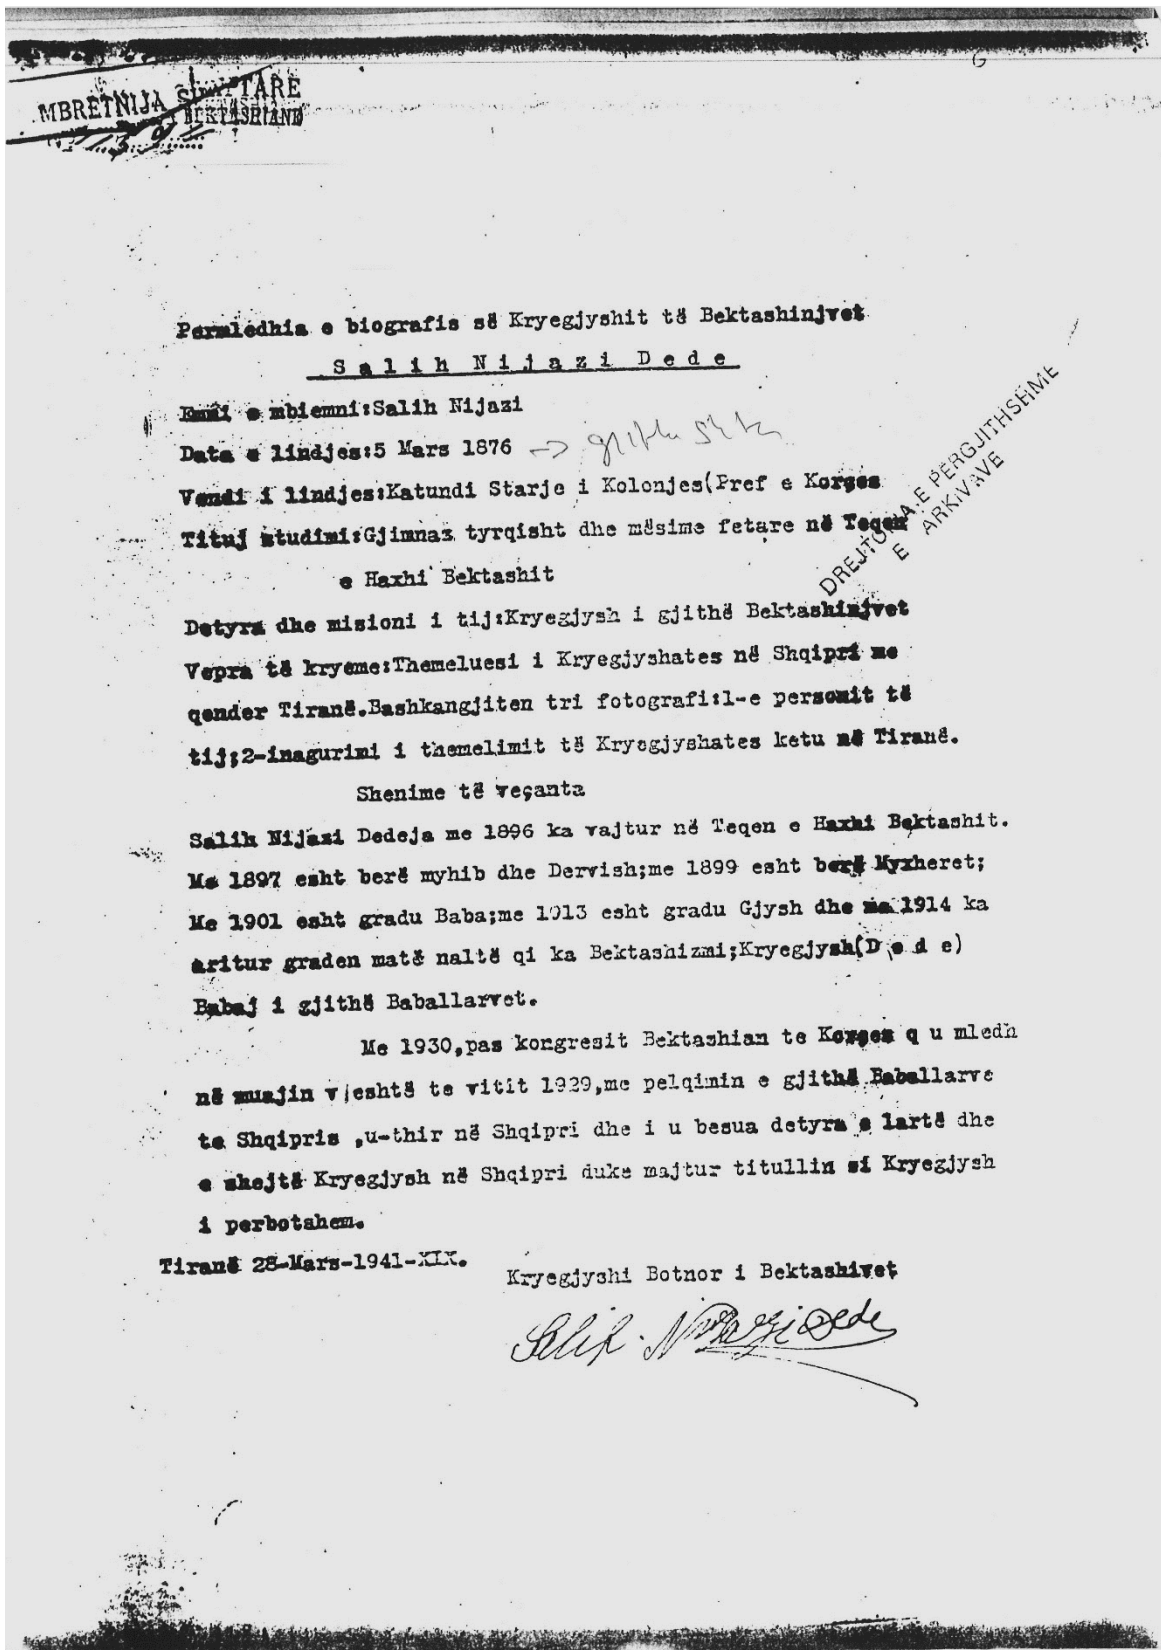 MBRETNIJA SHQIPTARE
BEKTASHIANE
6
Permledhia e biografis së Kryegjyshit të Bektashinjvet
S a l i h N i j a z i D e d e
Emni e mbiemni:Salih Nijazi
Data e lindjes:5 Mars 1876 ->
Vendi i lindjes:Katundi Starje i Kolonjes(Pref e Korçes
Tituj studimi:Gjimnaz tyrqisht dhe mësime fetare në Teqen
e Haxhi Bektashit
DREJTORIA E PERGJITHSHME
E ARKIVAVE
Detyra dhe misioni i tij:Kryegjysh i gjithë Bektashinjvet
Vepra të kryeme:Themeluesi i Kryegjyshates në Shqipri me
qender Tiranë.Bashkangjiten tri fotografi:1-e personit të
tij;2-inagurimi i themelimit të Kryegjyshates ketu në Tiranë.
Shenime të veçanta
Salih Nijazi Dedeja me 1896 ka vajtur në Teqen e Haxhi Bektashit.
Me 1897 esht berë myhib dhe Dervish;me 1899 esht berë Myxheret;
Me 1901 esht gradu Baba;me 1913 esht gradu Gjysh dhe me 1914 ka
aritur graden matë naltë qi ka Bektashizmi;Kryegjysh(D e d e)
Babaj i gjithë Baballarvet.
Me 1930,pas kongresit Bektashian te Korçes q u mledh
në muajin vjeshtë te vitit 1929,me pelqimin e gjithë Baballarve
te Shqipris ,u-thir në Shqipri dhe i u besua detyra e lartë dhe
e shejtë Kryegjysh në Shqipri duke majtur titullin si Kryegjysh
i perbotshem.
Tiranë 28-Mars-1941-XIX.
Kryegjyshi Botnor i Bektashivet
Salih Nijazi Dede